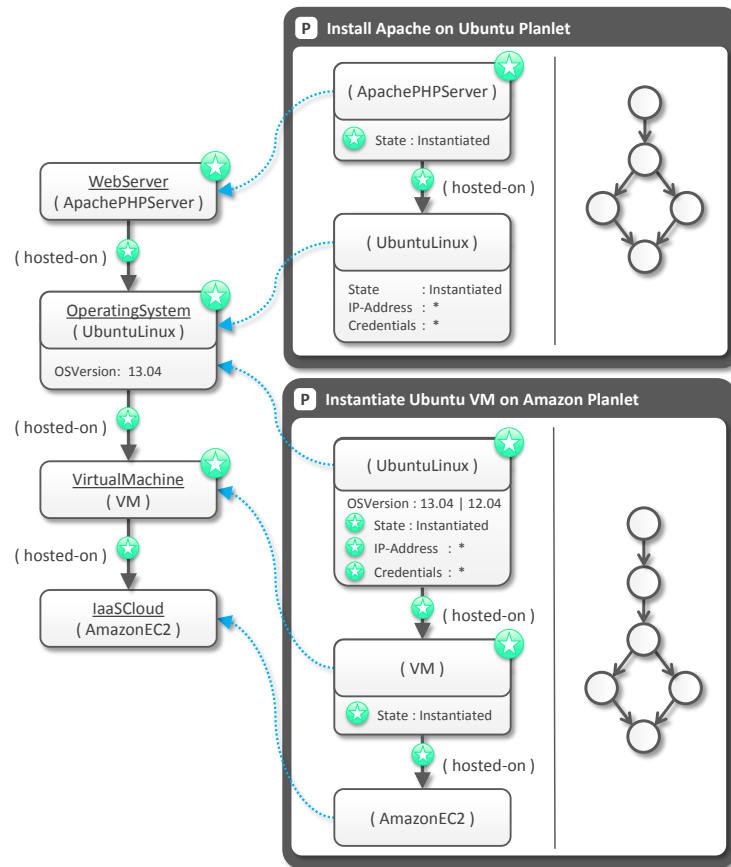 WebServer
( ApachePHPServer )
( hosted-on )
OperatingSystem
( UbuntuLinux )
OSVersion: 13.04
( hosted-on )
VirtualMachine
( VM )
( hosted-on )
IaaSCloud
( AmazonEC2 )
P Install Apache on Ubuntu Planlet
( ApachePHPServer )
State : Instantiated
( hosted-on )
( UbuntuLinux )
State : Instantiated
IP-Address : *
Credentials : *
P Instantiate Ubuntu VM on Amazon Planlet
( UbuntuLinux )
OSVersion : 13.04 | 12.04
State : Instantiated
IP-Address : *
Credentials : *
( hosted-on )
( VM )
State : Instantiated
( hosted-on )
( AmazonEC2 )